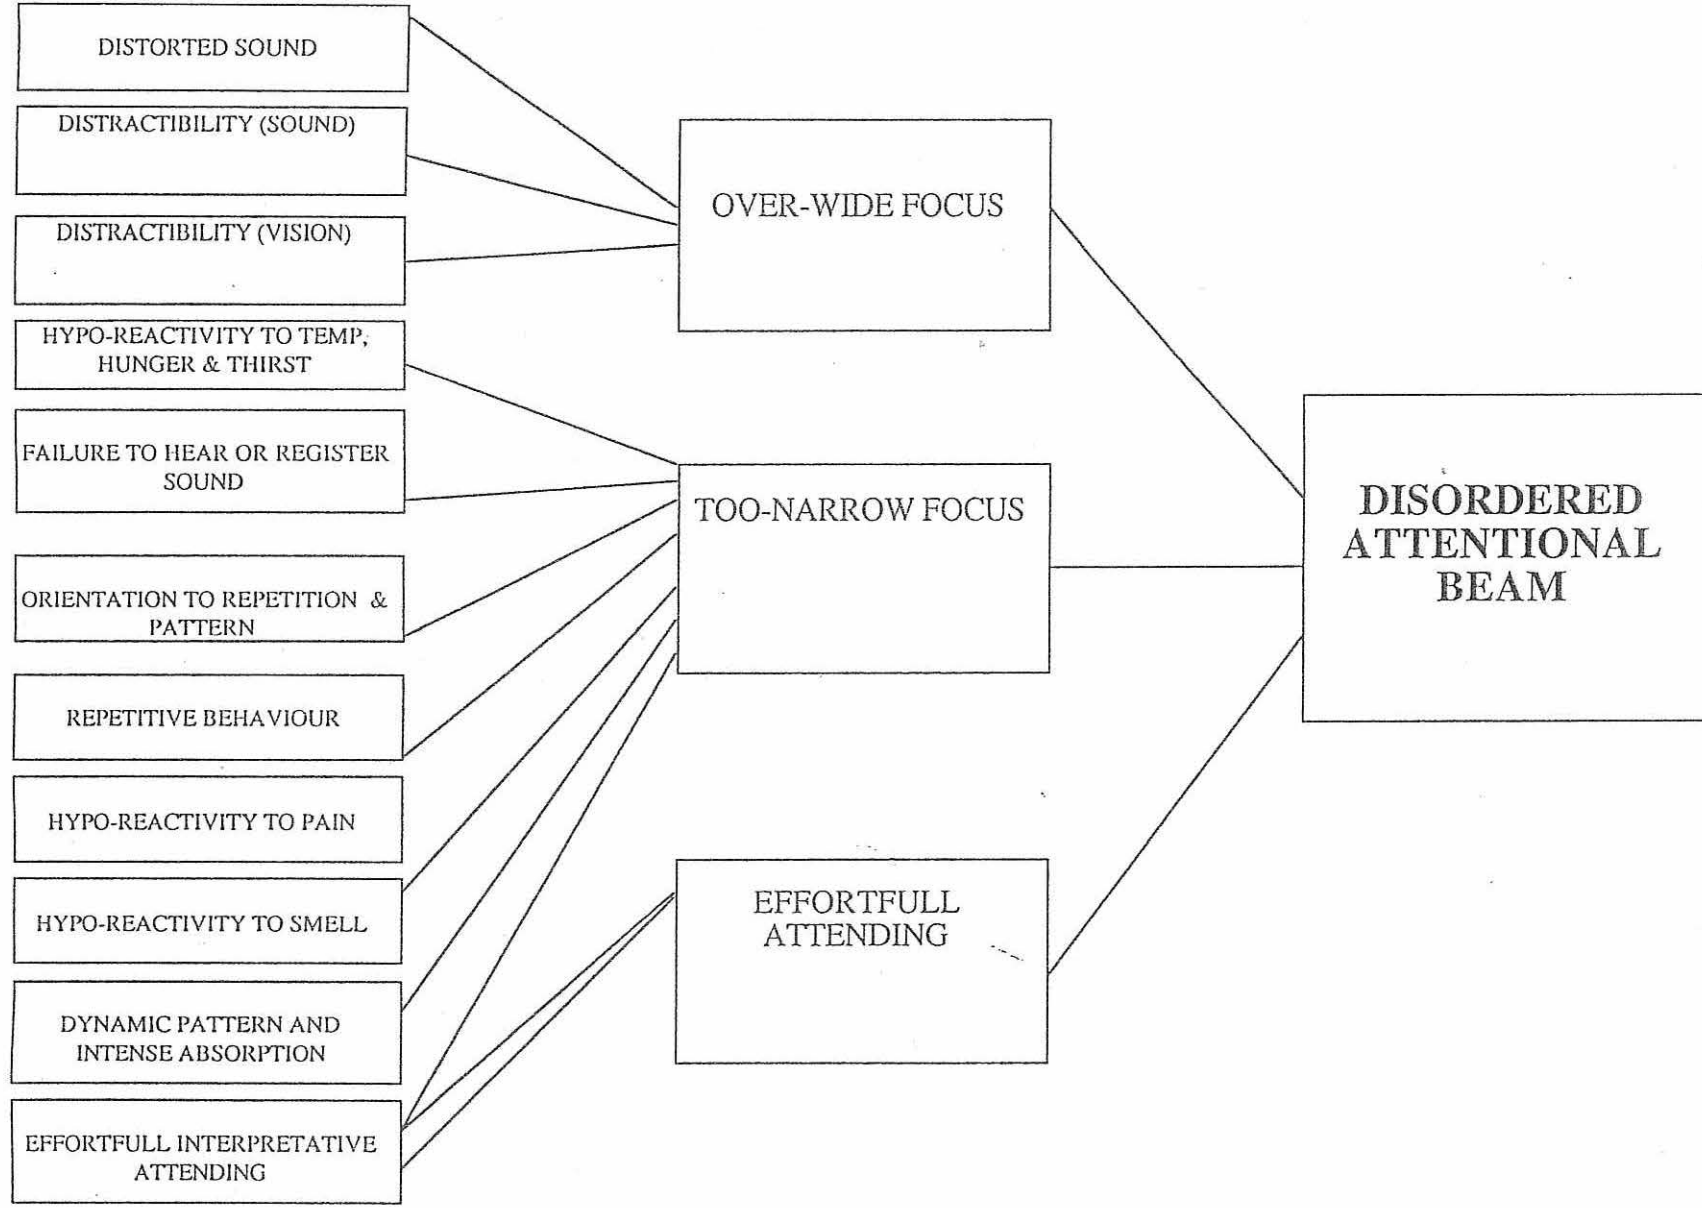 DISTORTED SOUND
DISTRACTIBILITY (SOUND)
DISTRACTIBILITY (VISION)
HYPO-REACTIVITY TO TEMP,
HUNGER & THIRST
FAILURE TO HEAR OR REGISTER
SOUND
ORIENTATION TO REPETITION &
PATTERN
REPETITIVE BEHAVIOUR
HYPO-REACTIVITY TO PAIN
HYPO-REACTIVITY TO SMELL
DYNAMIC PATTERN AND
INTENSE ABSORPTION
EFFORTFULL INTERPRETATIVE
ATTENDING
OVER-WIDE FOCUS
TOO-NARROW FOCUS
EFFORTFULL
ATTENDING
DISORDERED
ATTENTIONAL
BEAM